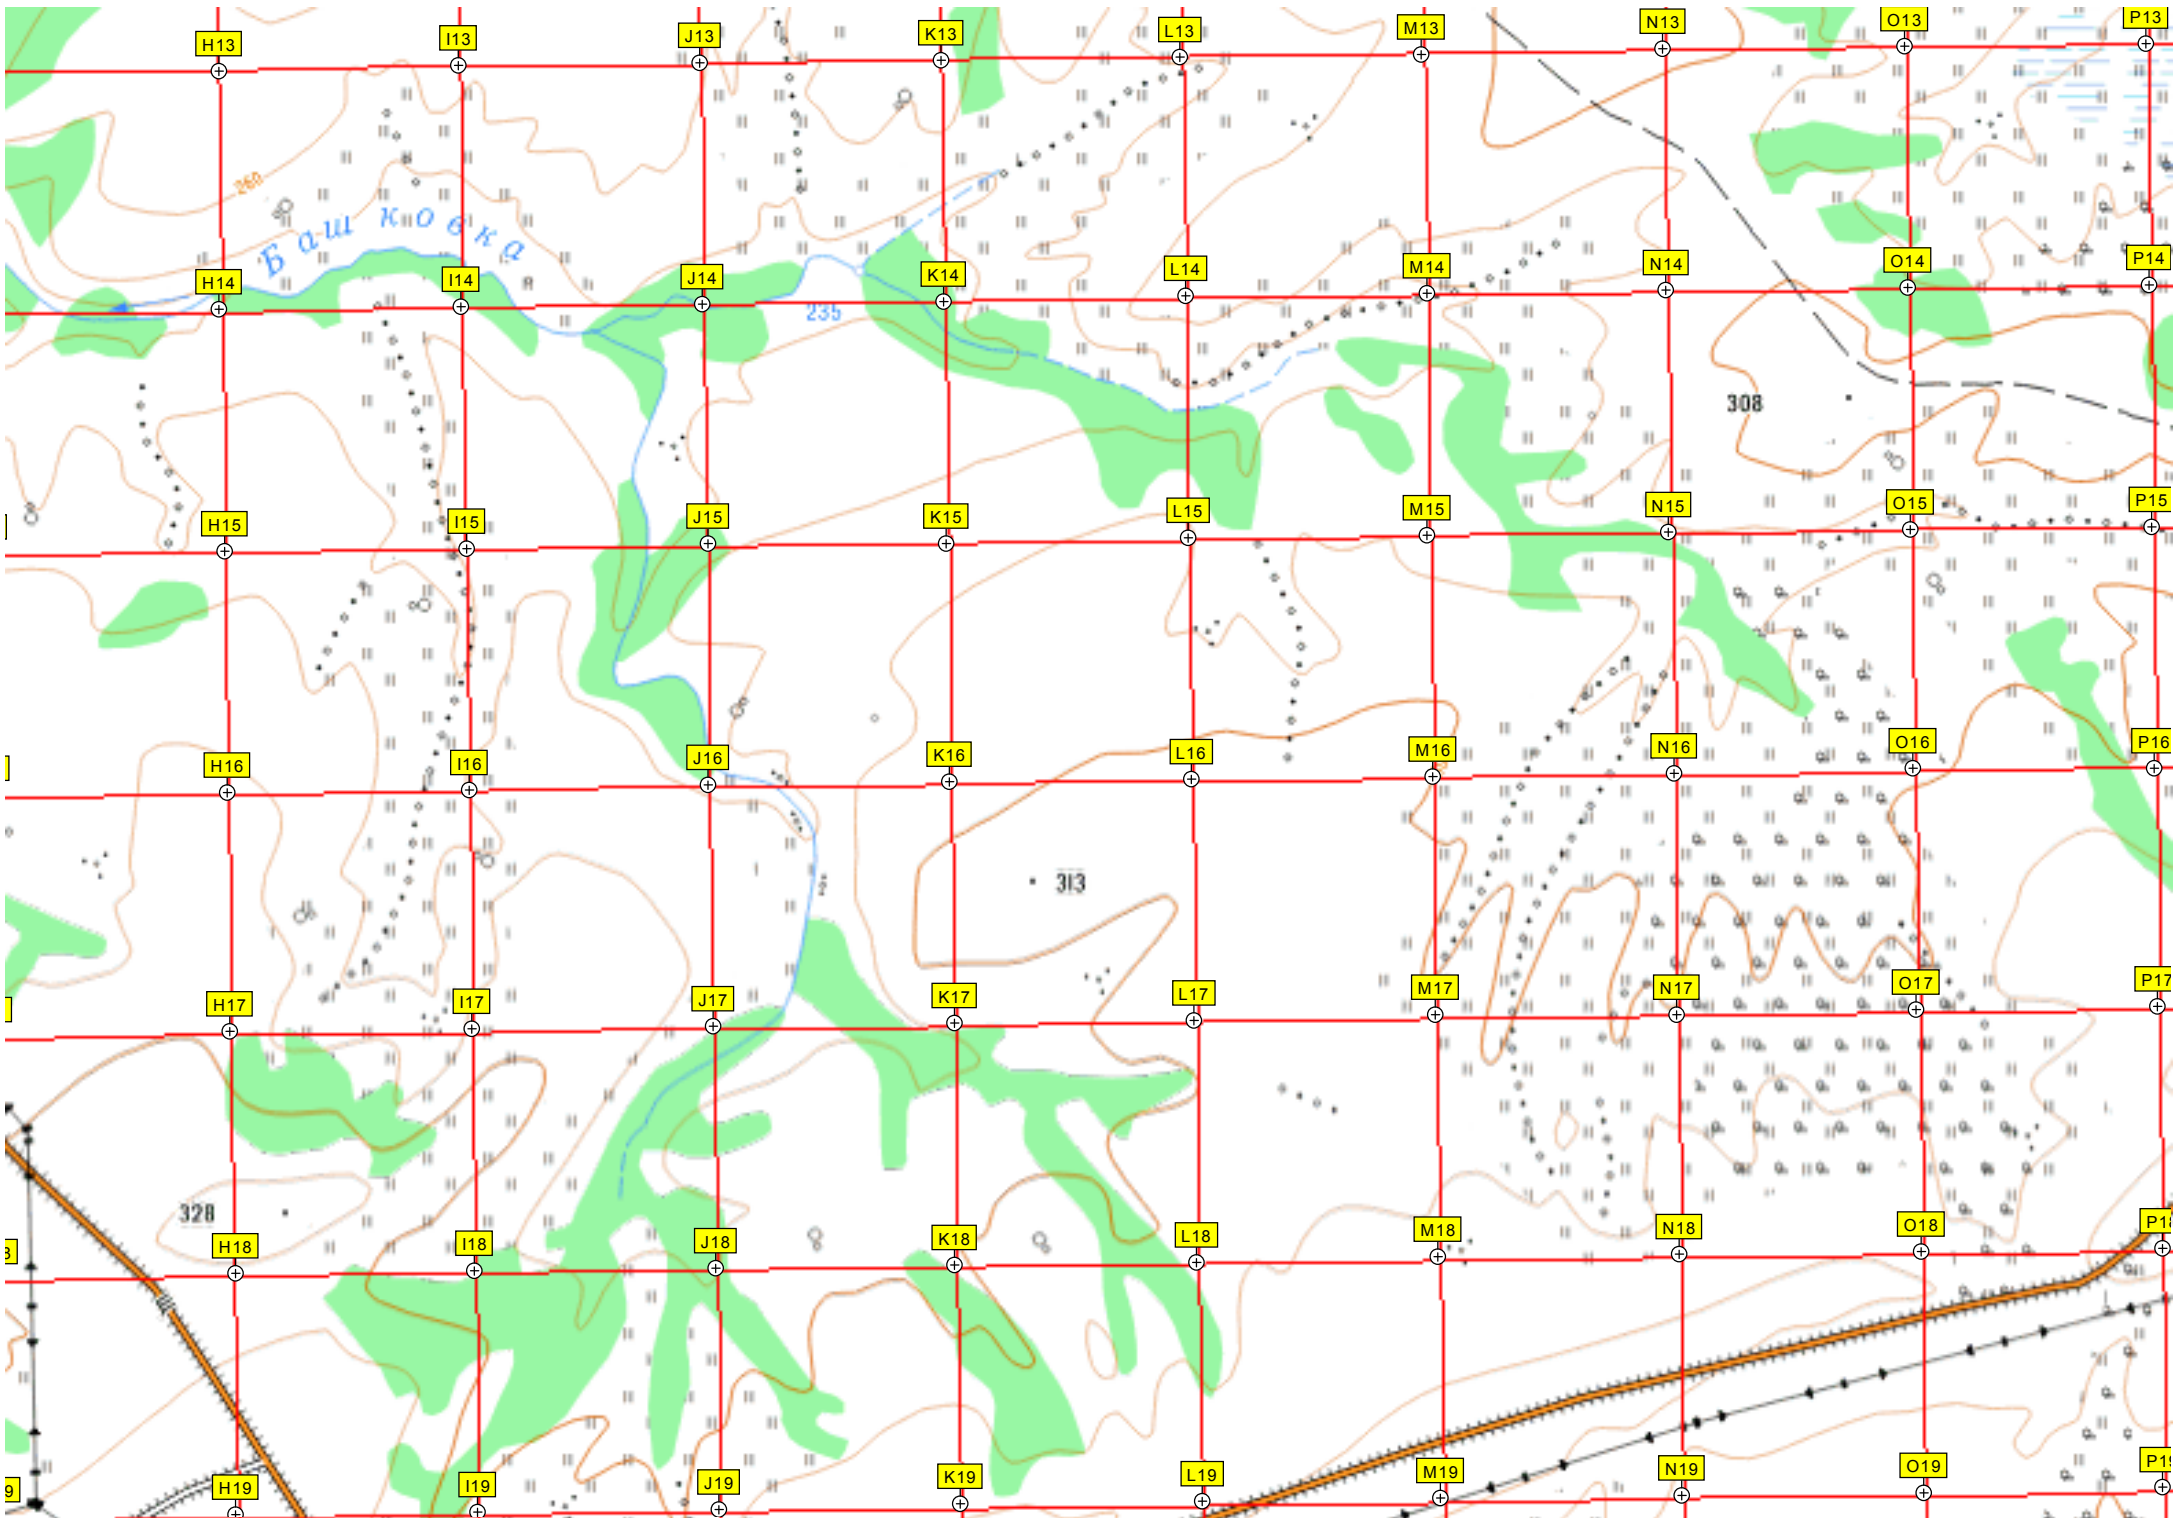 H13 I13 J13 K13 L13 M13 N13 O13 P13
260
Башковка
H14 I14 J14 K14 L14 M14 N14 O14 P14
235
308
H15 I15 J15 K15 L15 M15 N15 O15 P15
H16 I16 J16 K16 L16 M16 N16 O16 P16
313
H17 I17 J17 K17 L17 M17 N17 O17 P17
328
H18 I18 J18 K18 L18 M18 N18 O18 P18
H19 I19 J19 K19 L19 M19 N19 O19 P19